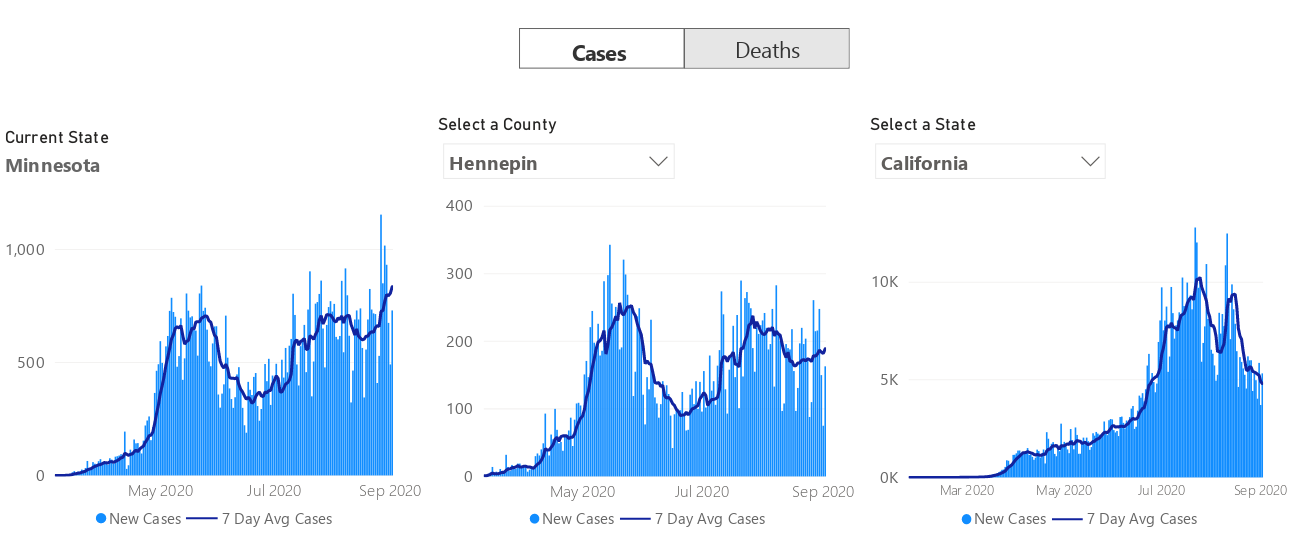 Cases Deaths
Current State
Minnesota
1,000
500
0
May 2020 Jul 2020 Sep 2020
New Cases 7 Day Avg Cases
Select a County
Hennepin
400
300
200
100
0
May 2020 Jul 2020 Sep 2020
New Cases 7 Day Avg Cases
Select a State
California
10K
5K
0K
Mar 2020 May 2020 Jul 2020 Sep 2020
New Cases 7 Day Avg Cases